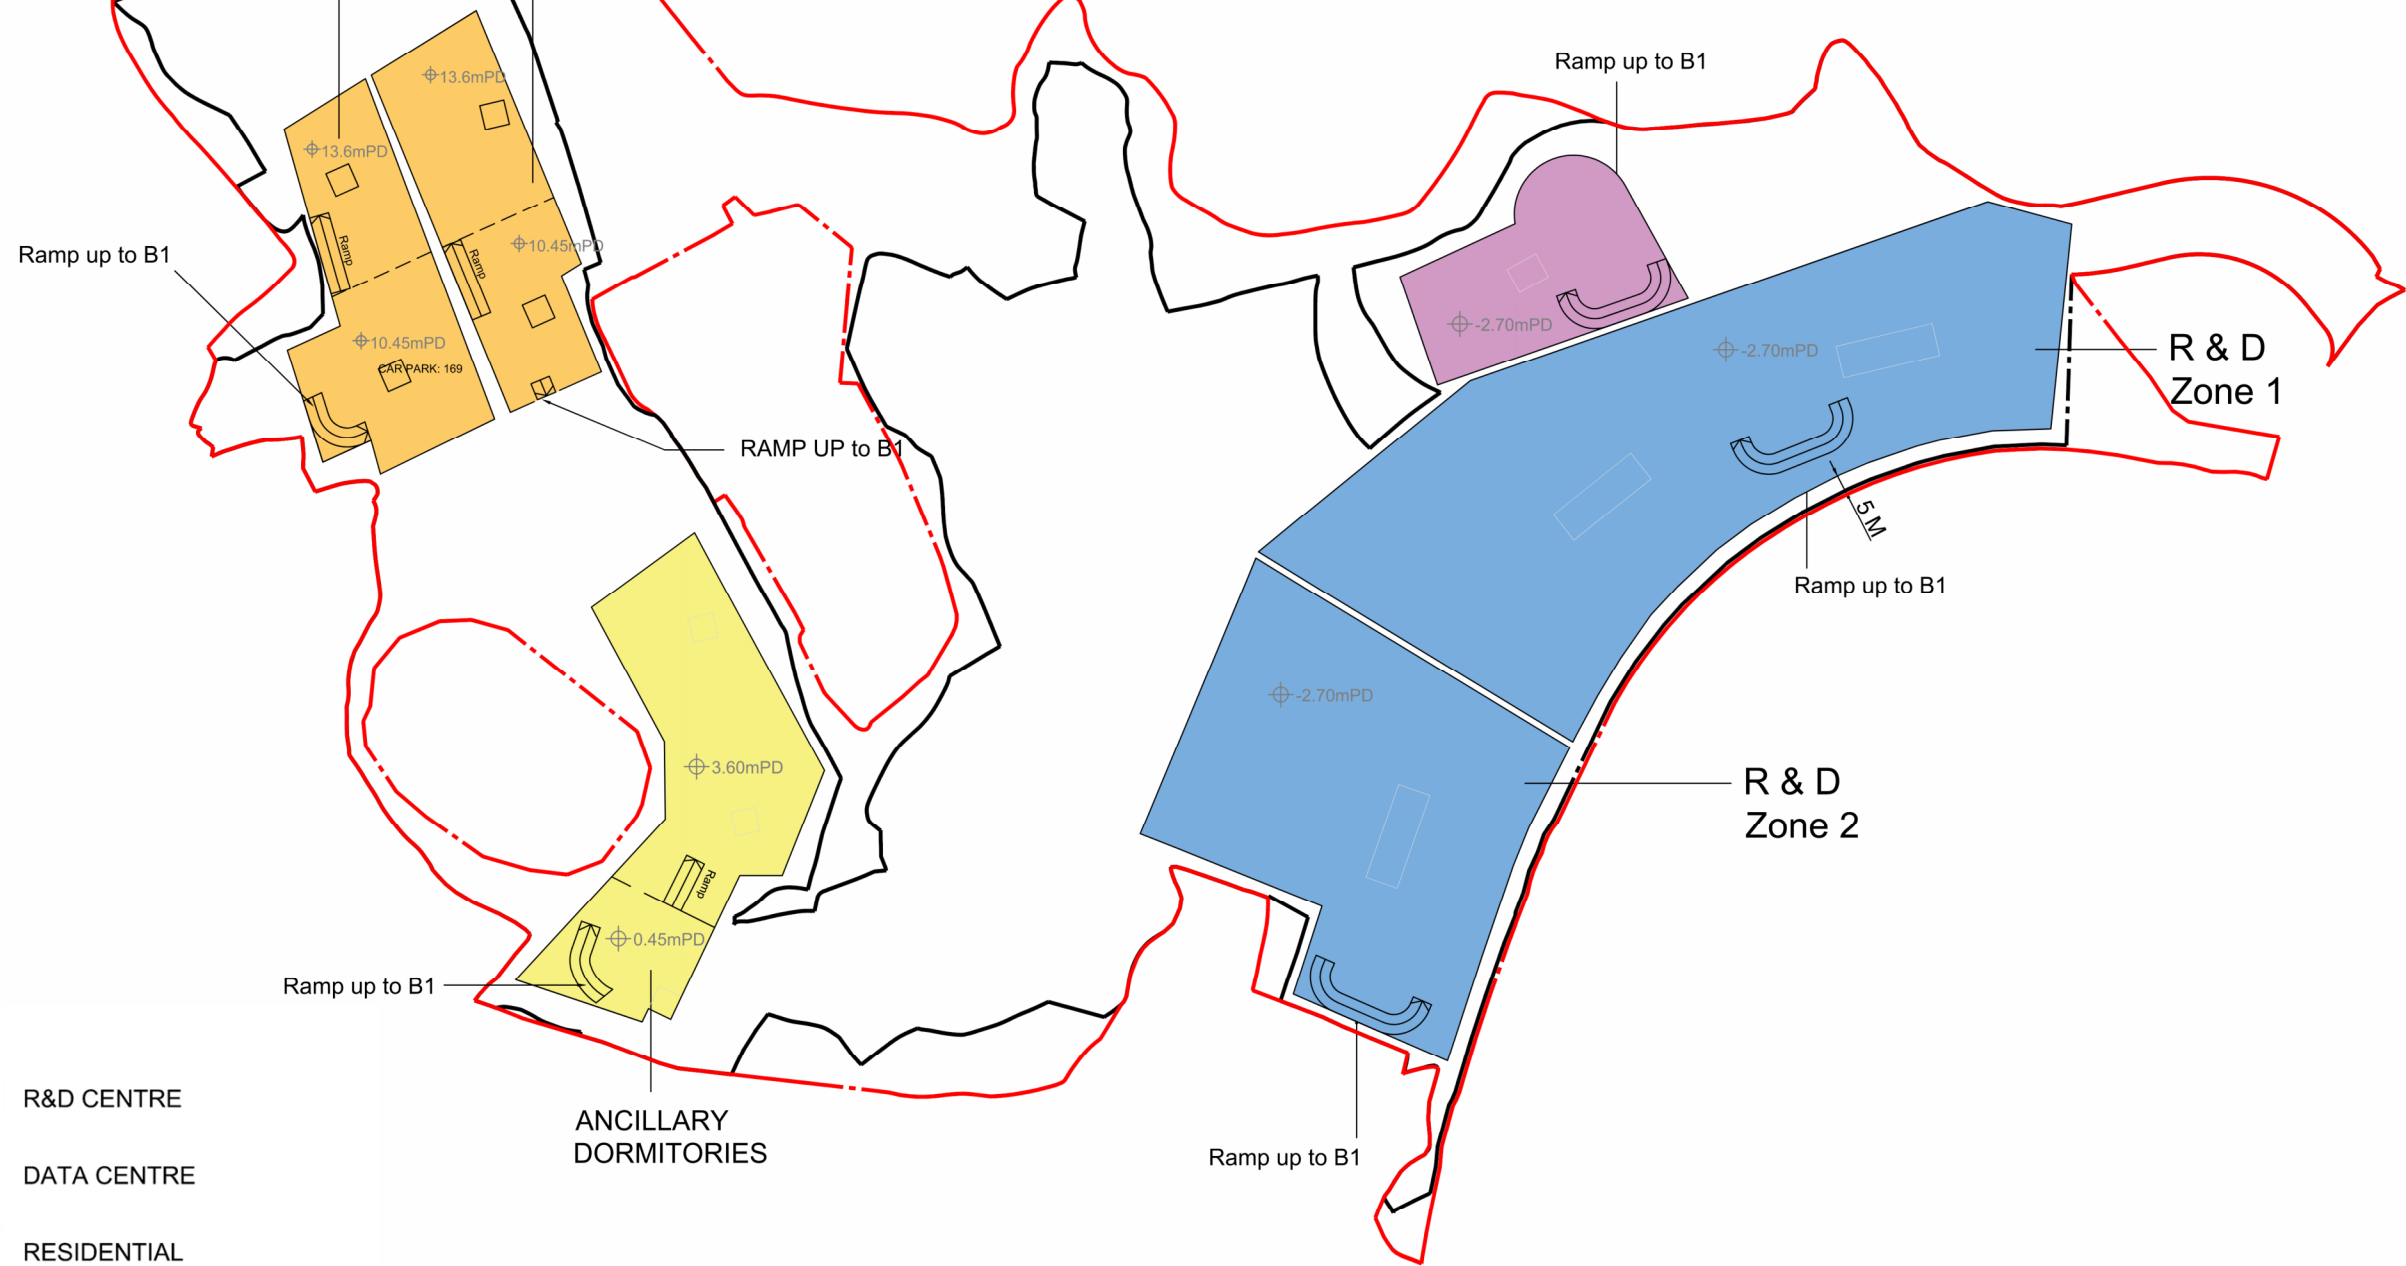 Ramp up to B1
13.6mPD
13.6mPD
Ramp
Ramp
10.45mPD
Ramp up to B1
10.45mPD
CAR PARK: 169
-2.70mPD
-2.70mPD
R & D
Zone 1
RAMP UP to B1
5 M
Ramp up to B1
-2.70mPD
3.60mPD
R & D
Zone 2
Ramp
0.45mPD
Ramp up to B1
R&D CENTRE
ANCILLARY
DORMITORIES
Ramp up to B1
DATA CENTRE
RESIDENTIAL